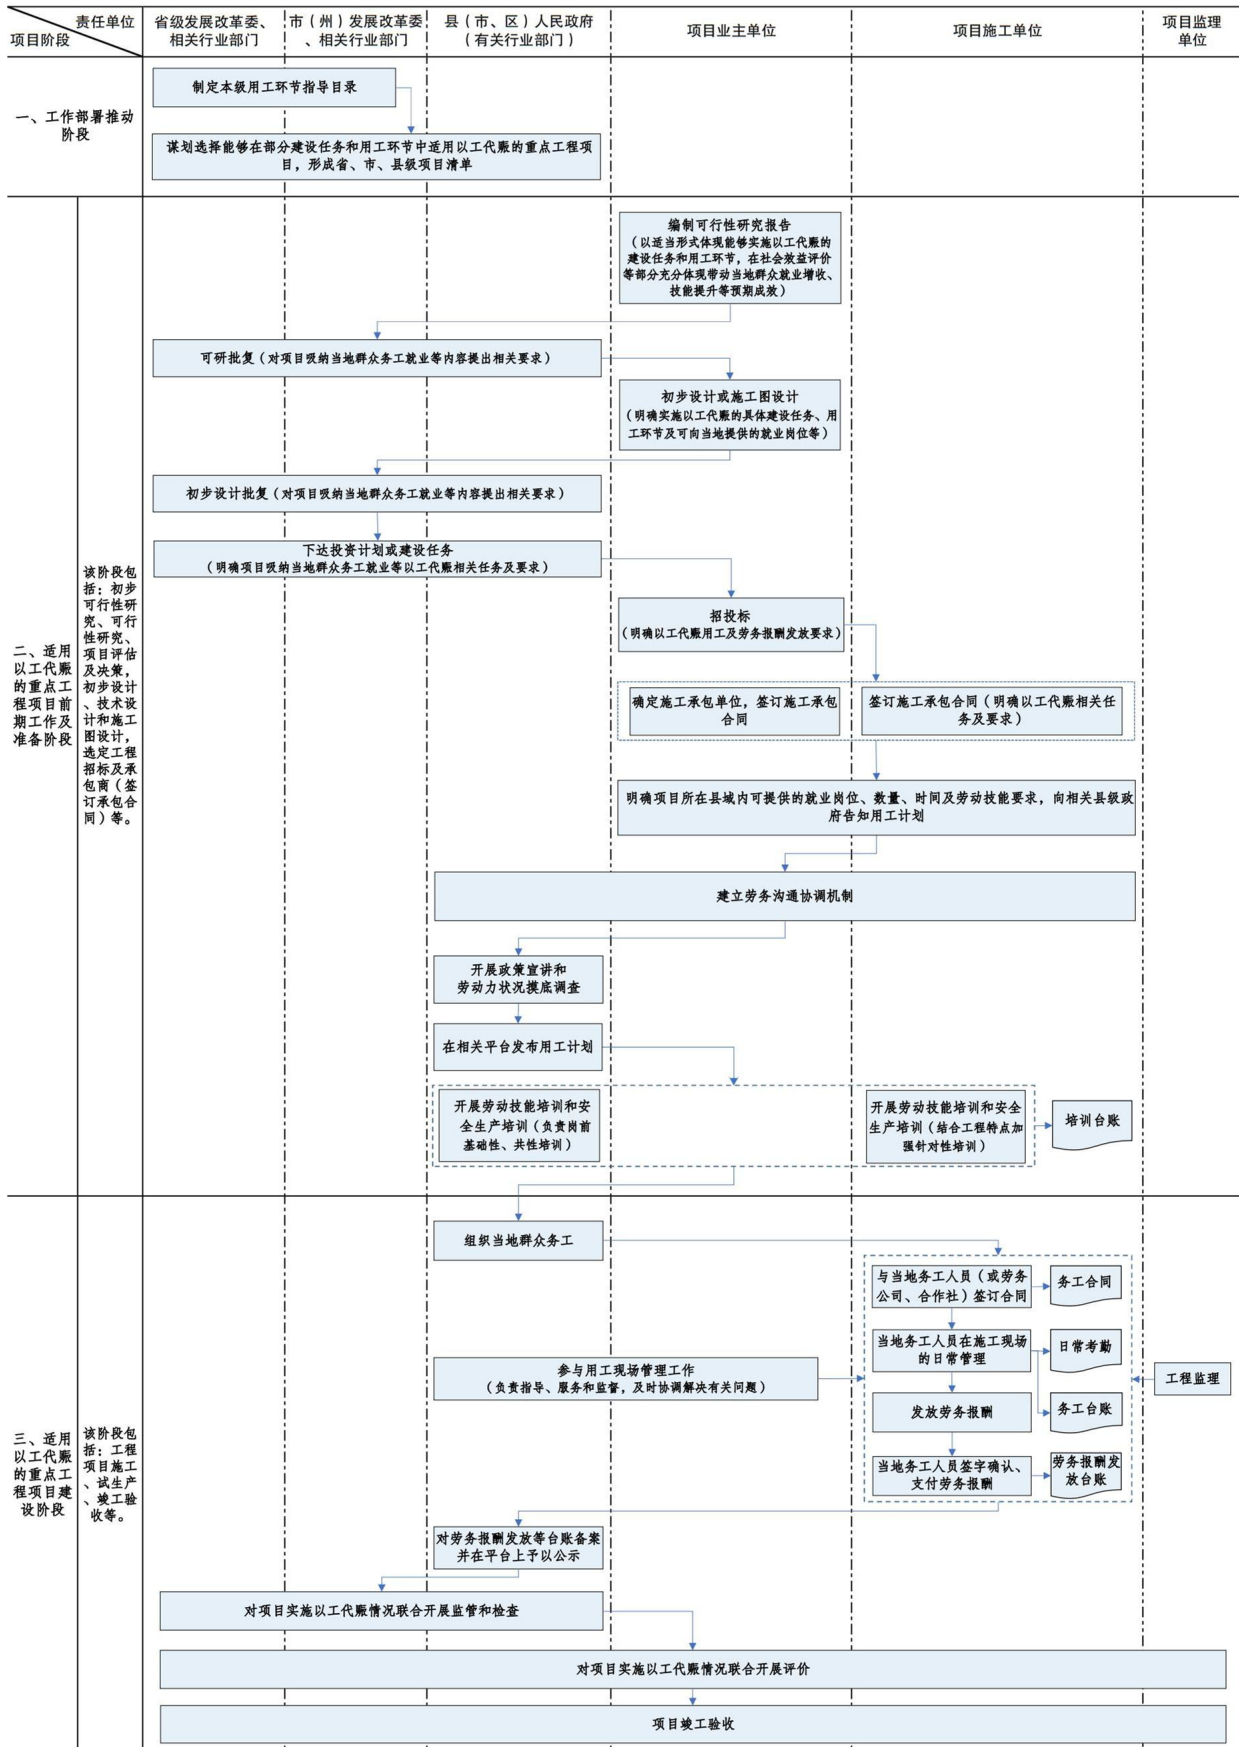 责任单位
项目阶段
省级发展改革委、
相关行业部门
市（州）发展改革委
、相关行业部门
县（市、区）人民政府
（有关行业部门）
项目业主单位
项目施工单位
项目监理
单位
一、工作部署推动
阶段
制定本级用工环节指导目录
谋划选择能够在部分建设任务和用工环节中适用以工代赈的重点工程项
目，形成省、市、县级项目清单
二、适用
以工代赈
的重点工
程项目前
期工作及
准备阶段
该阶段包
括：初步
可行性研
究、可行
性研究、
项目评估
及决策，
初步设计
、技术设
计和施工
图设计，
选定工程
招标及承
包商（签
订承包合
同）等。
编制可行性研究报告
（以适当形式体现能够实施以工代赈的
建设任务和用工环节，在社会效益评价
等部分充分体现带动当地群众就业增收、
技能提升等预期成效）
可研批复（对项目吸纳当地群众务工就业等内容提出相关要求）
初步设计或施工图设计
（明确实施以工代赈的具体建设任务、用
工环节及可向当地提供的就业岗位等）
初步设计批复（对项目吸纳当地群众务工就业等内容提出相关要求）
下达投资计划或建设任务
（明确项目吸纳当地群众务工就业等以工代赈相关任务及要求）
招投标
（明确以工代赈用工及劳务报酬发放要求）
确定施工承包单位，签订施工承包
合同
签订施工承包合同（明确以工代赈相关任
务及要求）
明确项目所在县域内可提供的就业岗位、数量、时间及劳动技能要求，向相关县级政
府告知用工计划
建立劳务沟通协调机制
开展政策宣讲和
劳动力状况摸底调查
在相关平台发布用工计划
开展劳动技能培训和安
全生产培训（负责岗前
基础性、共性培训）
开展劳动技能培训和安全
生产培训（结合工程特点加
强针对性培训）
培训台账
三、适用
以工代赈
的重点工
程项目建
设阶段
该阶段包
括：工程
项目施工
、试生产
、竣工验
收等。
组织当地群众务工
与当地务工人员（或劳务
公司、合作社）签订合同
务工合同
当地务工人员在施工现场
的日常管理
日常考勤
参与用工现场管理工作
（负责指导、服务和监督，及时协调解决有关问题）
工程监理
发放劳务报酬
务工台账
当地务工人员签字确认、
支付劳务报酬
劳务报酬发
放台账
对劳务报酬发放等台账备案
并在平台上予以公示
对项目实施以工代赈情况联合开展监管和检查
对项目实施以工代赈情况联合开展评价
项目竣工验收